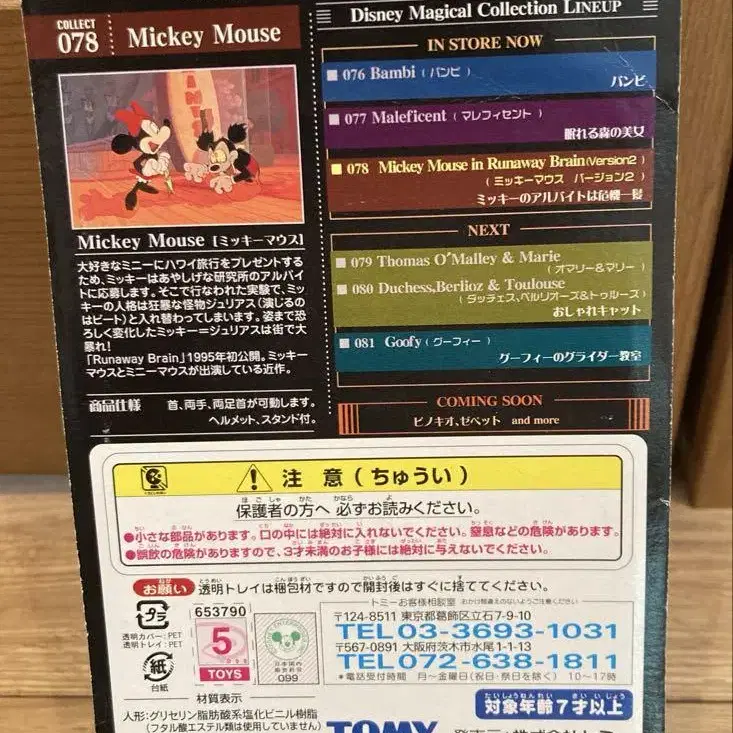 COLLECT
078
Mickey Mouse
Mickey Mouse [ミッキーマウス]
大好きなミニーにハワイ旅行をプレゼントする
ため、ミッキーはあやしげな研究所のアルバイ
トに応募します。そこで行なわれた実験で、ミッ
キーの人格は狂暴な怪物ジュリアス(演じるの
はピート)と入れ替わってしまいます。姿まで恐
ろしく変化したミッキー=ジュリアスは街で大
暴れ!
「Runaway Brain」1995年初公開。ミッキー
マウスとミニーマウスが出演している近作。
商品仕様 首、両手、両足首が可動します。
ヘルメット、スタンド付。
Disney Magical Collection LINEUP
IN STORE NOW
076 Bambi (バンビ)
バンビ
077 Maleficent (マレフィセント)
眠れる森の美女
078 Mickey Mouse in Runaway Brain(Version2)
(ミッキーマウス バージョン2)
ミッキーのアルバイトは危機一髪
NEXT
079 Thomas O'Malley & Marie
(オマリー&マリー)
080 Duchess,Berlioz & Toulouse
(ダッチェス,ベルリオーズ&トゥルーズ)
おしゃれキャット
081 Goofy (グーフィー)
グーフィーのグライダー教室
COMING SOON
ピノキオ、ゼペット and more
注意(ちゅうい)
保護者の方へ 必ずお読みください。
●小さな部品があります。口の中には絶対に入れないでください。窒息などの危険があります。
●誤飲の危険がありますので、3才未満のお子様には絶対に与えないでください。
お願い 透明トレイは梱包材ですので開封後はすぐに捨ててください。
プラ
透明カバー:PET
透明トレイ:PET
紙
台紙
653790
5
TOYS
日本国内
販売許諾
099
トミーお客様相談室 おかけ間違えのないようご注意ください
〒124-8511 東京都葛飾区立石7-9-10
TEL03-3693-1031
〒567-0891 大阪府茨木市水尾1-1-13
TEL072-638-1811
*電話受付時間 月~金曜日(祝日・祭日を除く) 10~17時
材質表示
人形:グリセリン脂肪酸系塩化ビニル樹脂
(フタル酸エステル類は使用していません)
対象年齢7才以上
TOMY